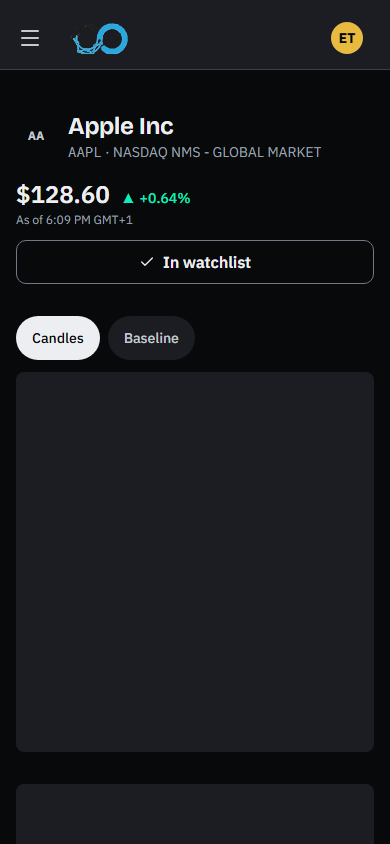 ET
AA
Apple Inc
AAPL · NASDAQ NMS - GLOBAL MARKET
$128.60 ▲ +0.64%
As of 6:09 PM GMT+1
In watchlist
Candles
Baseline